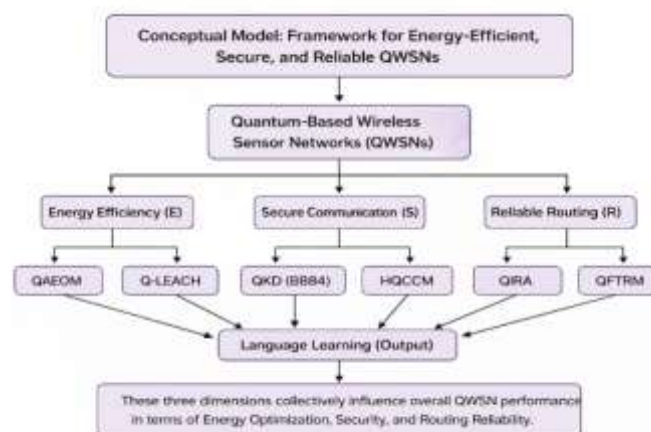 Conceptual Model: Framework for Energy-Efficient,
Secure, and Reliable QWSNs
Quantum-Based Wireless
Sensor Networks (QWSNs)
Energy Efficiency (E)
Secure Communication (S)
Reliable Routing (R)
QAEOM
Q-LEACH
QKD (BB84)
HQCCM
QIRA
QFTRM
Language Learning (Output)
These three dimensions collectively influence overall QWSN performance
in terms of Energy Optimization, Security, and Routing Reliability.